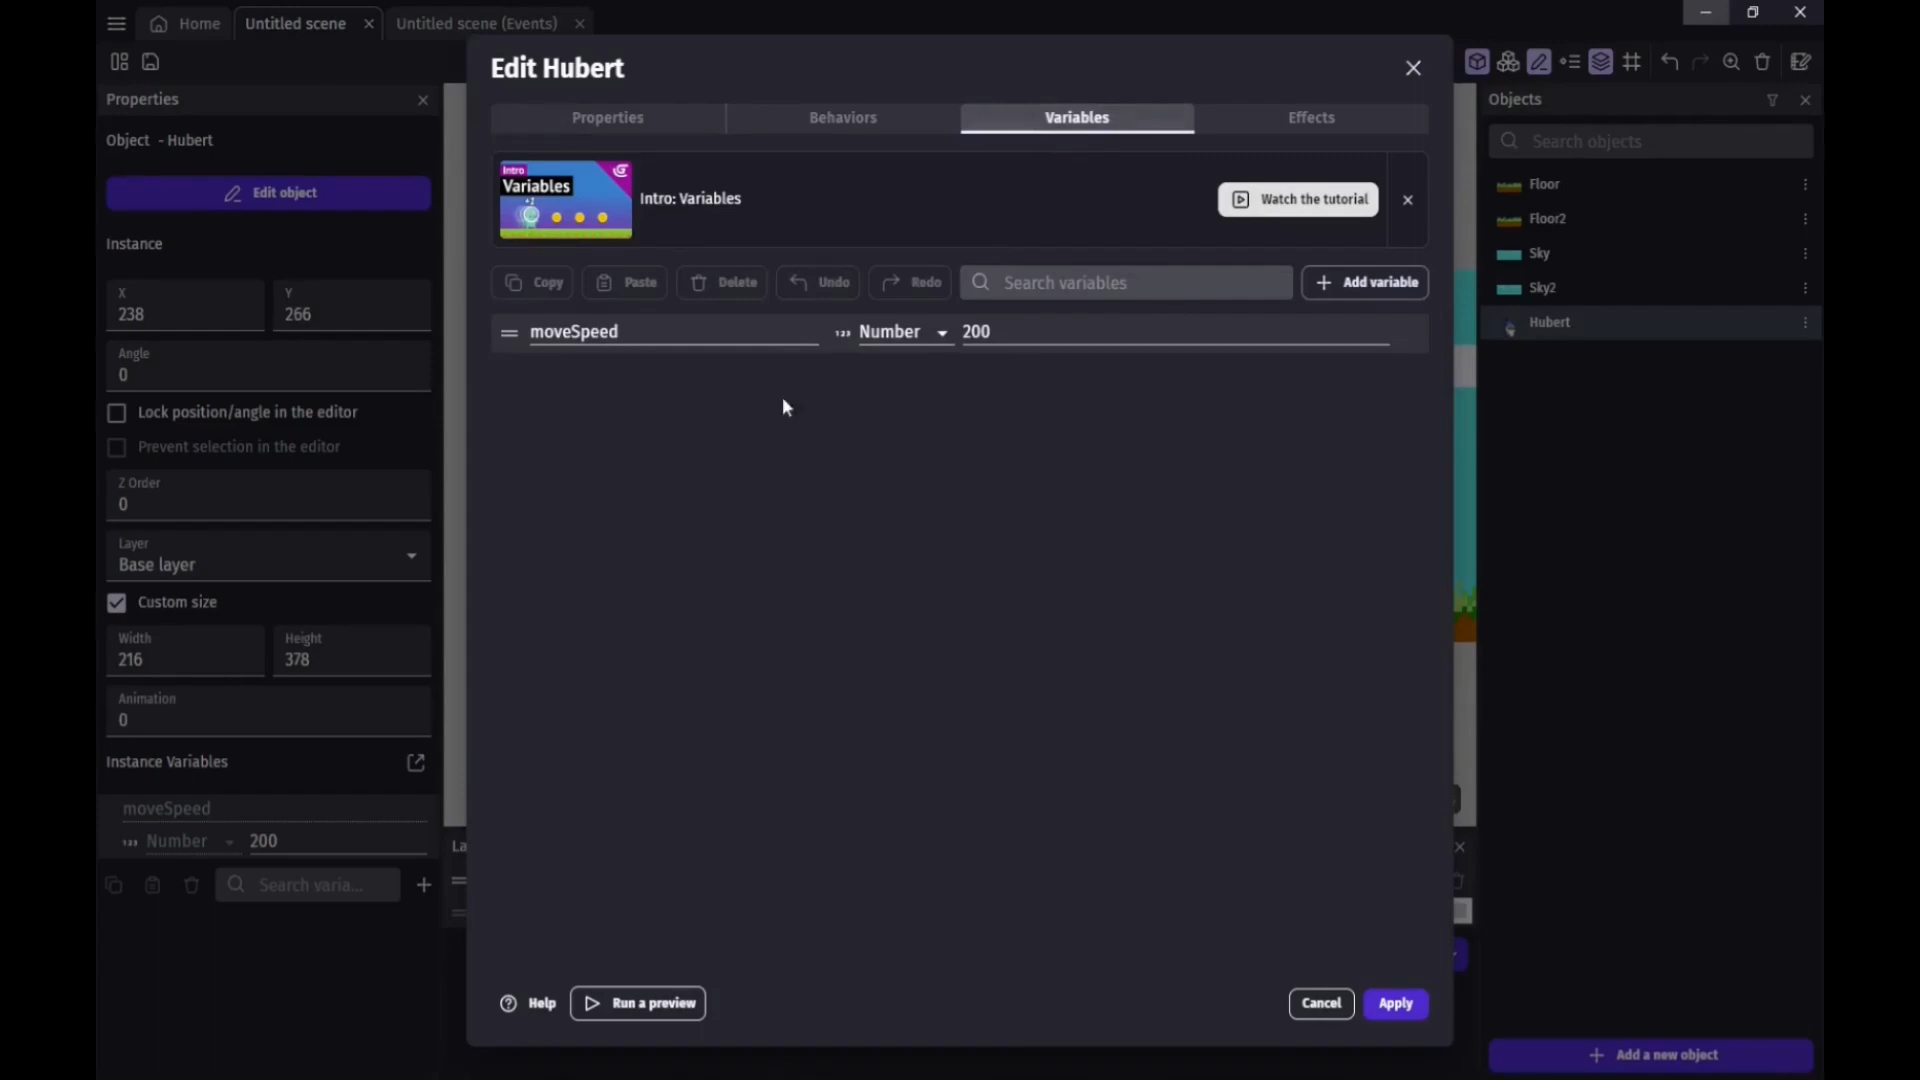 Home
Untitled scene
Untitled scene (Events)
Properties
Object - Hubert
Edit object
Instance
X
238
Y
266
Angle
0
Lock position/angle in the editor
Prevent selection in the editor
Z Order
0
Layer
Base layer
Custom size
Width
216
Height
378
Animation
0
Instance Variables
moveSpeed
123 Number 200
Search varia...
La
Edit Hubert
Properties
Behaviors
Variables
Effects
Intro
Variables
+1
Intro: Variables
Watch the tutorial
Copy
Paste
Delete
Undo
Redo
Search variables
Add variable
moveSpeed 123 Number 200
Help
Run a preview
Cancel
Apply
Objects
Search objects
Floor
Floor2
Sky
Sky2
Hubert
Add a new object